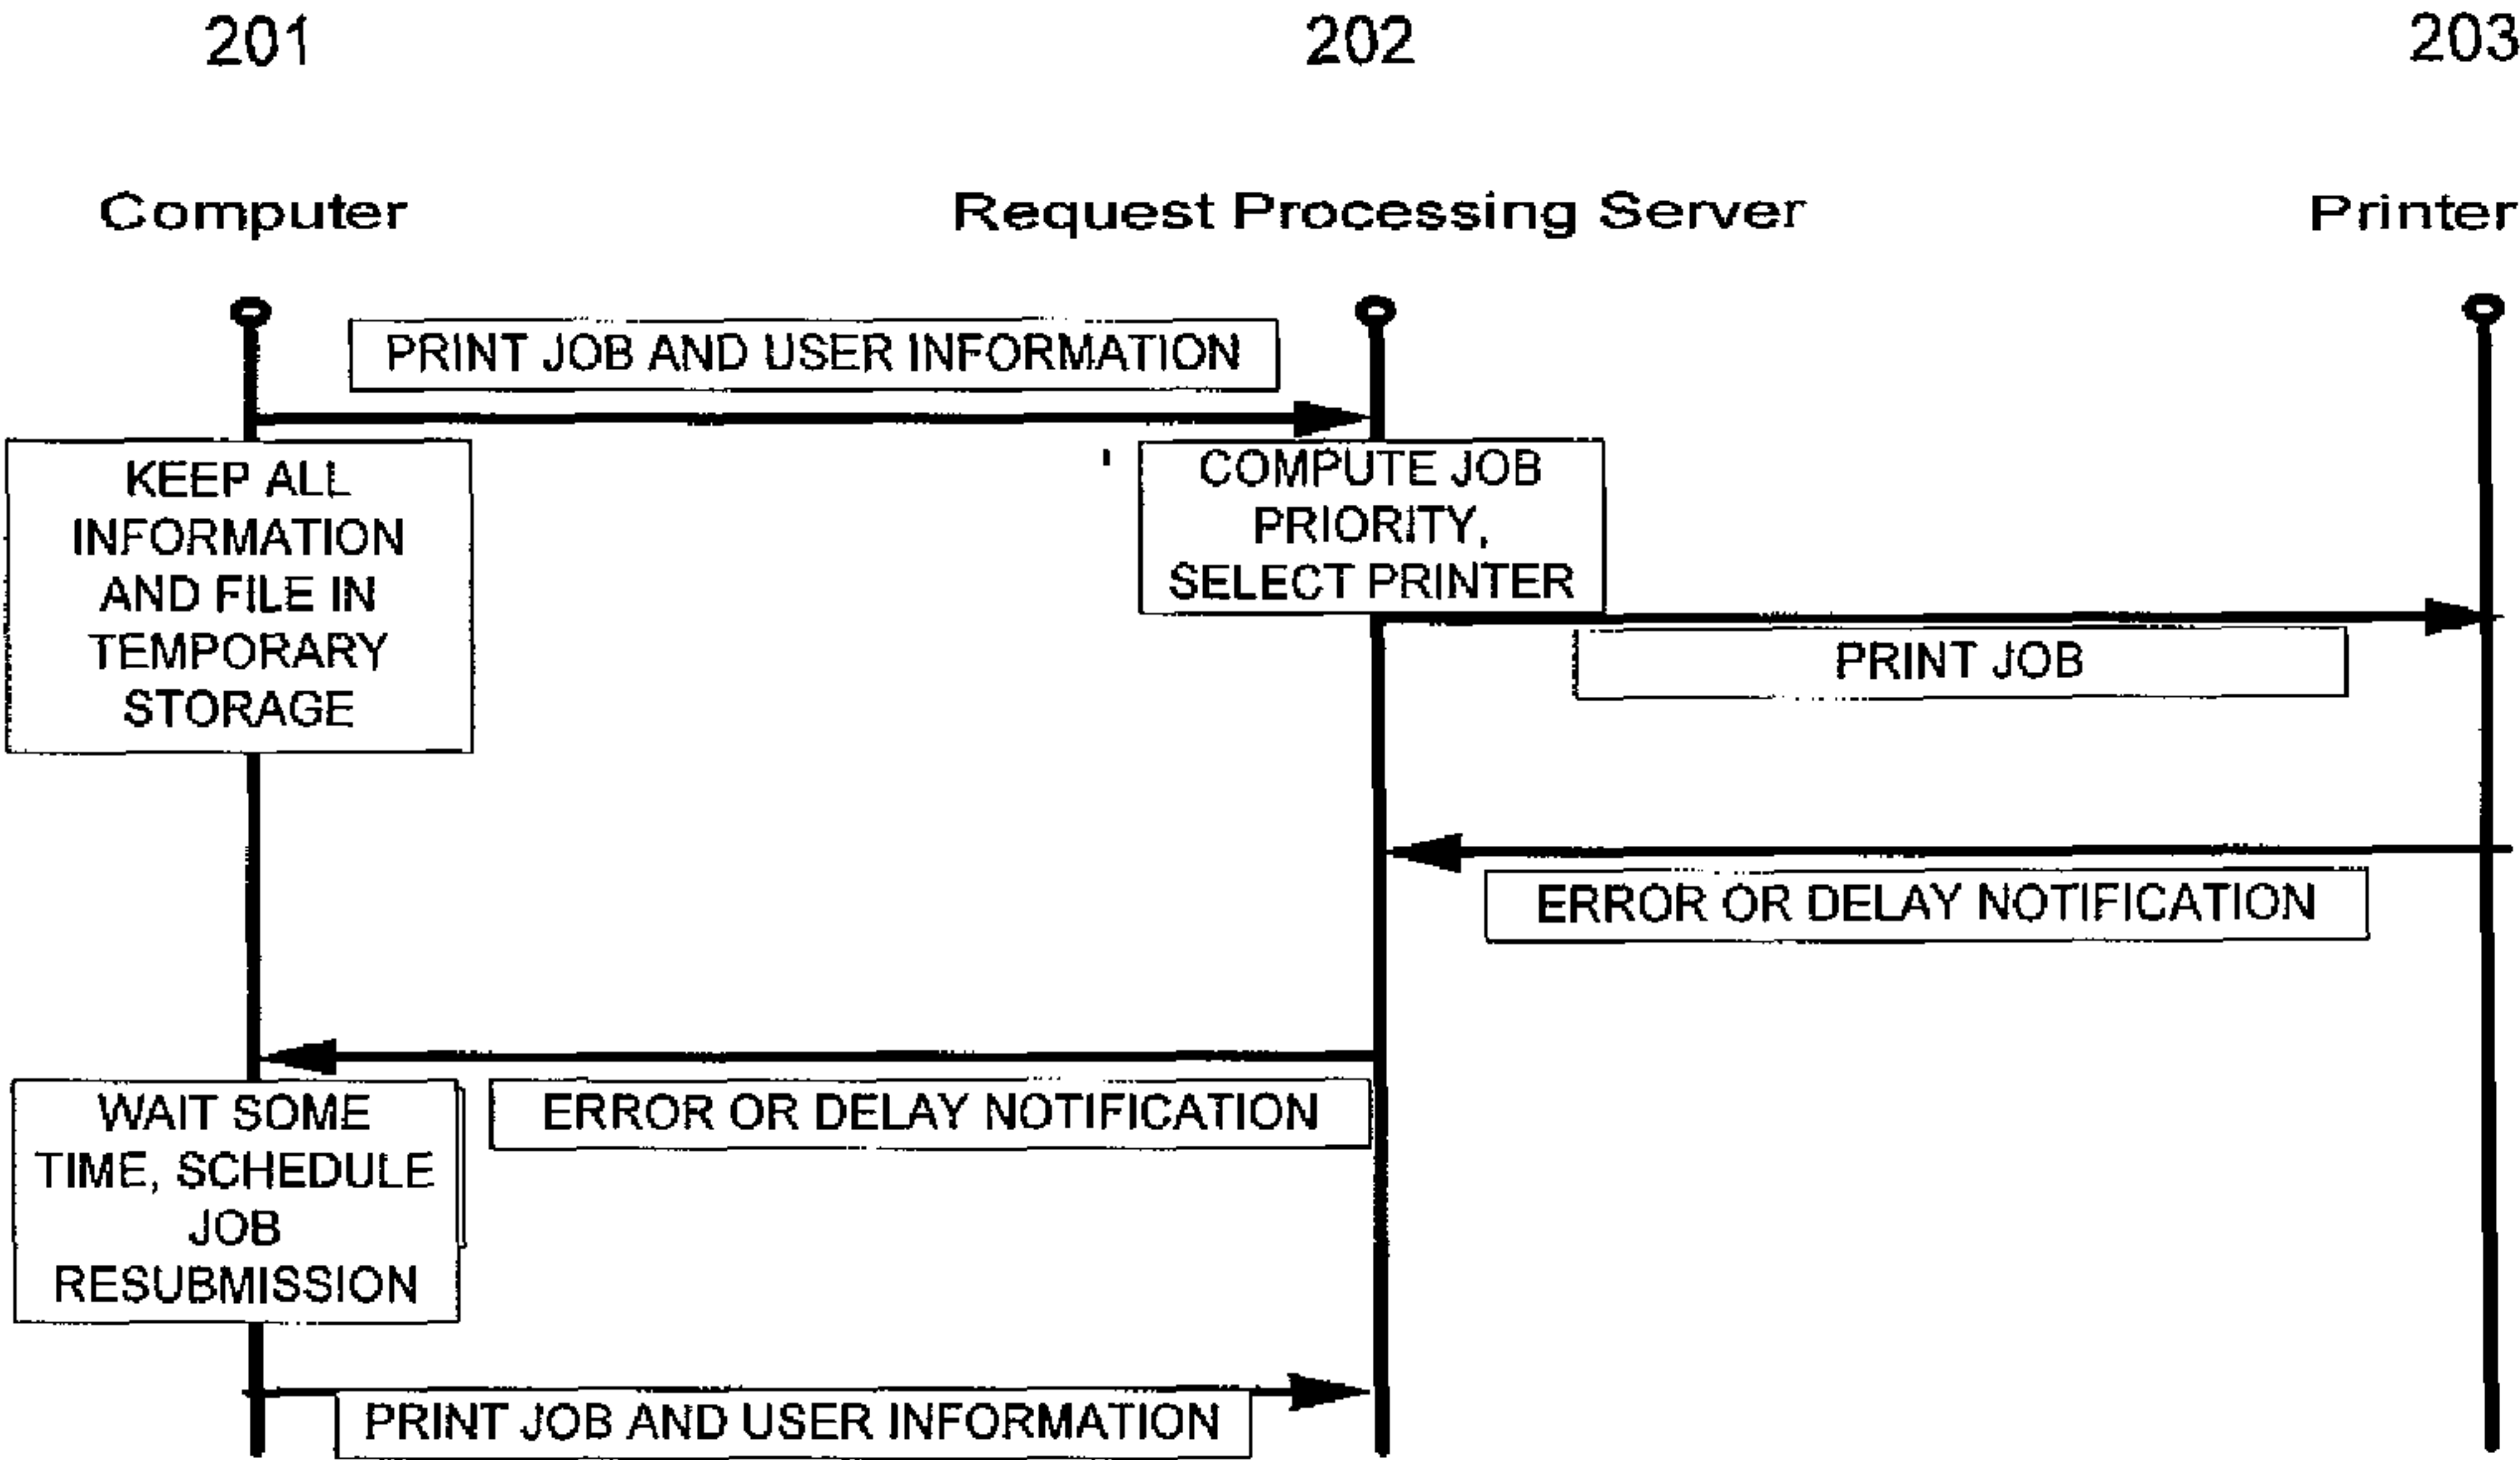 201
202
203
Computer
Request Processing Server
Printer
PRINT JOB AND USER INFORMATION
KEEP ALL
INFORMATION
AND FILE IN
TEMPORARY
STORAGE
COMPUTE JOB
PRIORITY,
SELECT PRINTER
PRINT JOB
ERROR OR DELAY NOTIFICATION
ERROR OR DELAY NOTIFICATION
WAIT SOME
TIME, SCHEDULE
JOB
RESUBMISSION
PRINT JOB AND USER INFORMATION